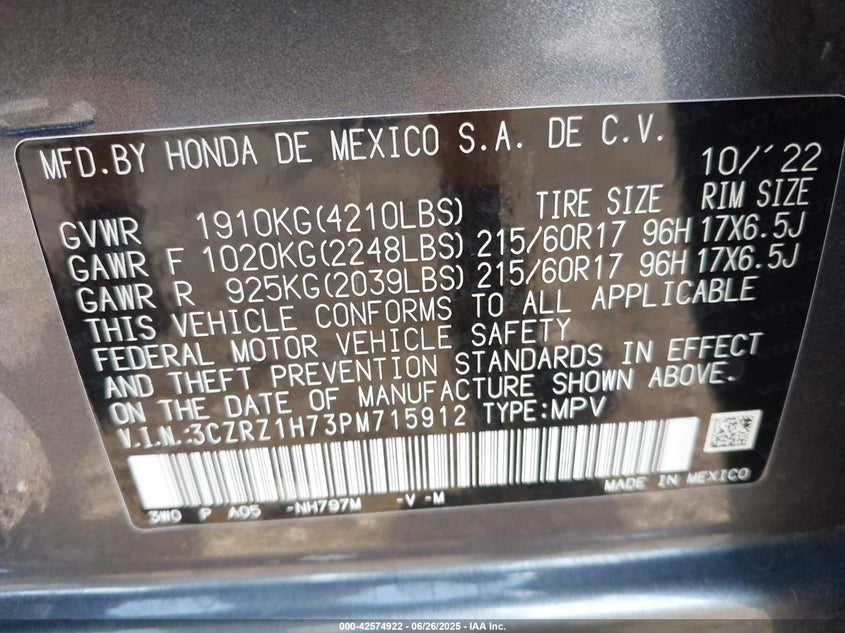 MFD.BY HONDA DE MEXICO S.A. DE C.V. 10/'22
TIRE SIZE RIM SIZE
GVWR 1910KG(4210LBS)
GAWR F 1020KG(2248LBS) 215/60R17 96H 17X6.5J
GAWR R 925KG(2039LBS) 215/60R17 96H 17X6.5J
THIS VEHICLE CONFORMS TO ALL APPLICABLE
FEDERAL MOTOR VEHICLE SAFETY
AND THEFT PREVENTION STANDARDS IN EFFECT
ON THE DATE OF MANUFACTURE SHOWN ABOVE.
V.I.N.:3CZRZ1H73PM715912 TYPE:MPV
MADE IN MEXICO
3W0 P A05 -NH797M -V -M
000-42574922 - 06/26/2025 - IAA Inc.